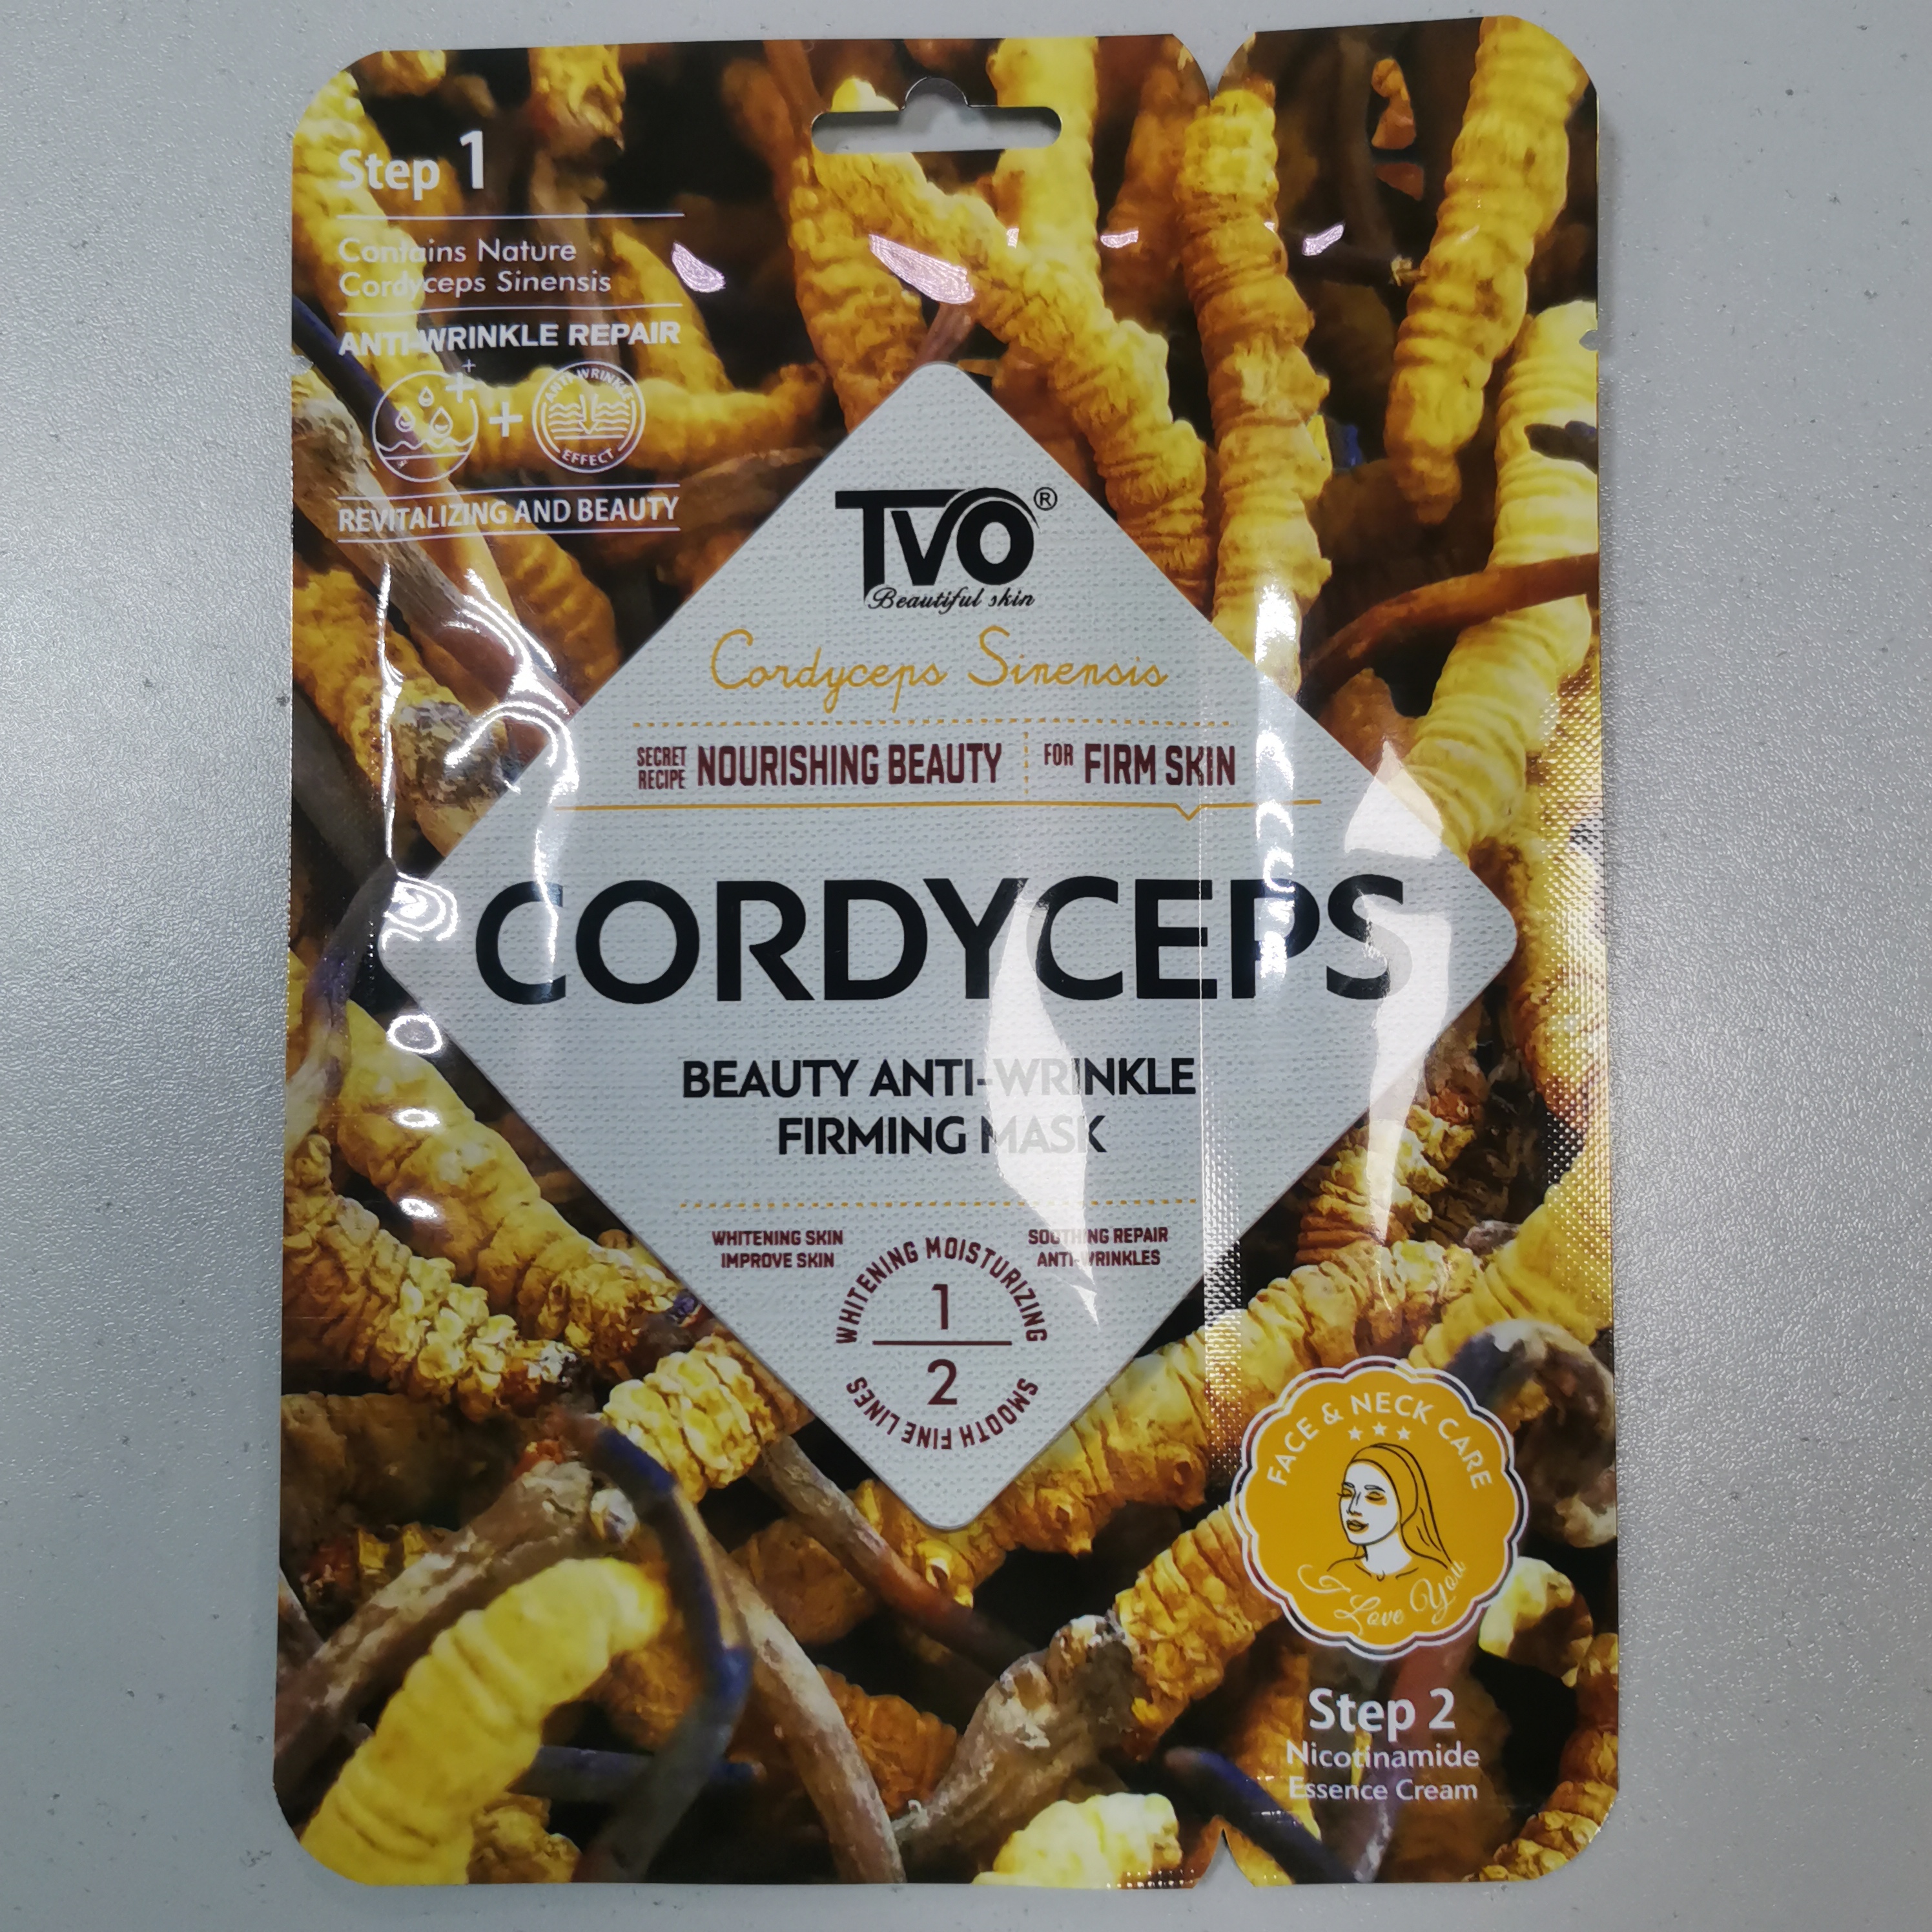 Step 1
Contains Nature
Cordyceps Sinensis
ANTI-WRINKLE REPAIR
ANTI-WRINKLE
EFFECT
REVITALIZING AND BEAUTY
TVO®
Beautiful skin
Cordyceps Sinensis
SECRET RECIPE NOURISHING BEAUTY FOR FIRM SKIN
CORDYCEPS
BEAUTY ANTI-WRINKLE
FIRMING MASK
WHITENING SKIN
IMPROVE SKIN
SOOTHING REPAIR
ANTI-WRINKLES
WHITENING MOISTURIZING
1
2
SMOOTH FINE LINES
FACE & NECK CARE
I Love You
Step 2
Nicotinamide
Essence Cream